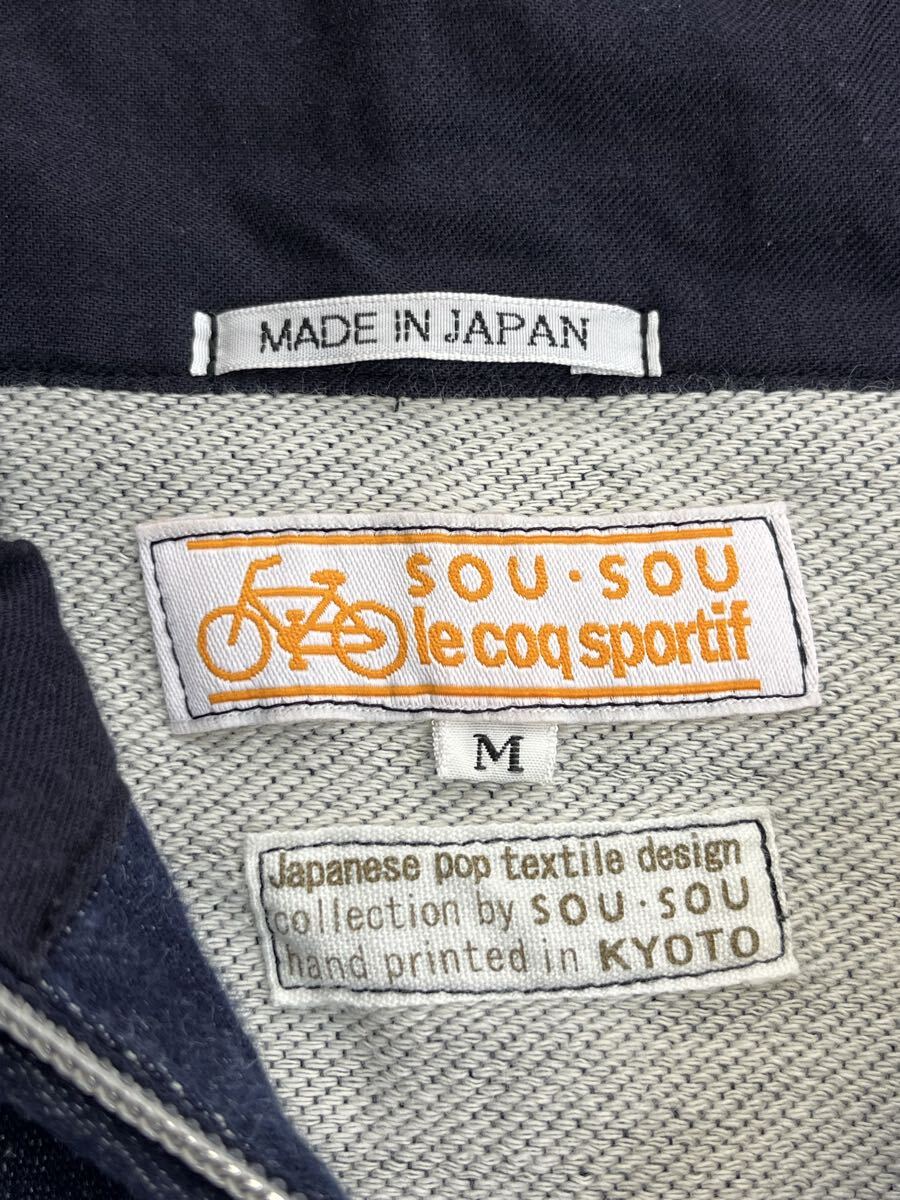 MADE IN JAPAN
SOU・SOU
le coq sportif
M
Japanese pop textile design
collection by SOU・SOU
hand printed in KYOTO